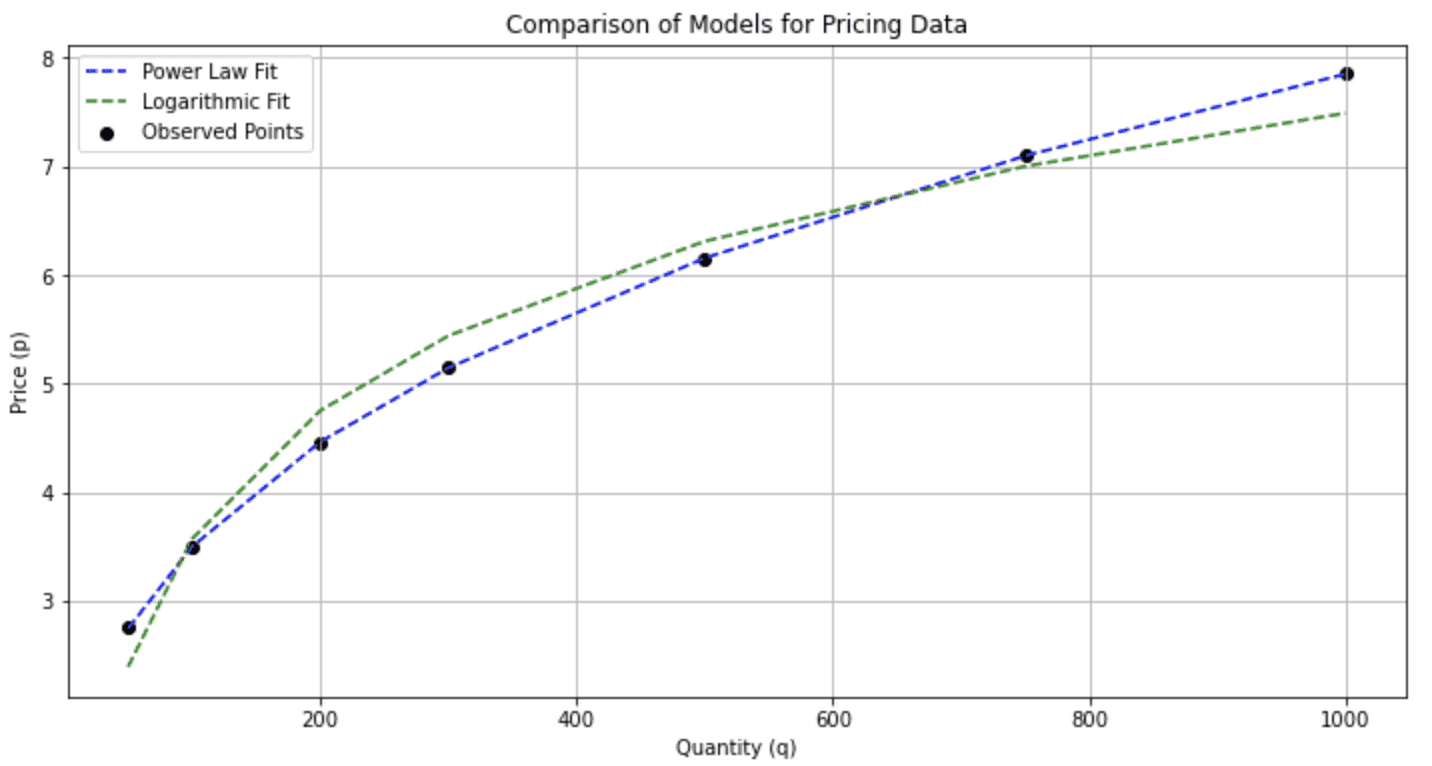 Comparison of Models for Pricing Data
Power Law Fit
Logarithmic Fit
Observed Points
8
7
6
5
4
3
Price (p)
200 400 600 800 1000
Quantity (q)